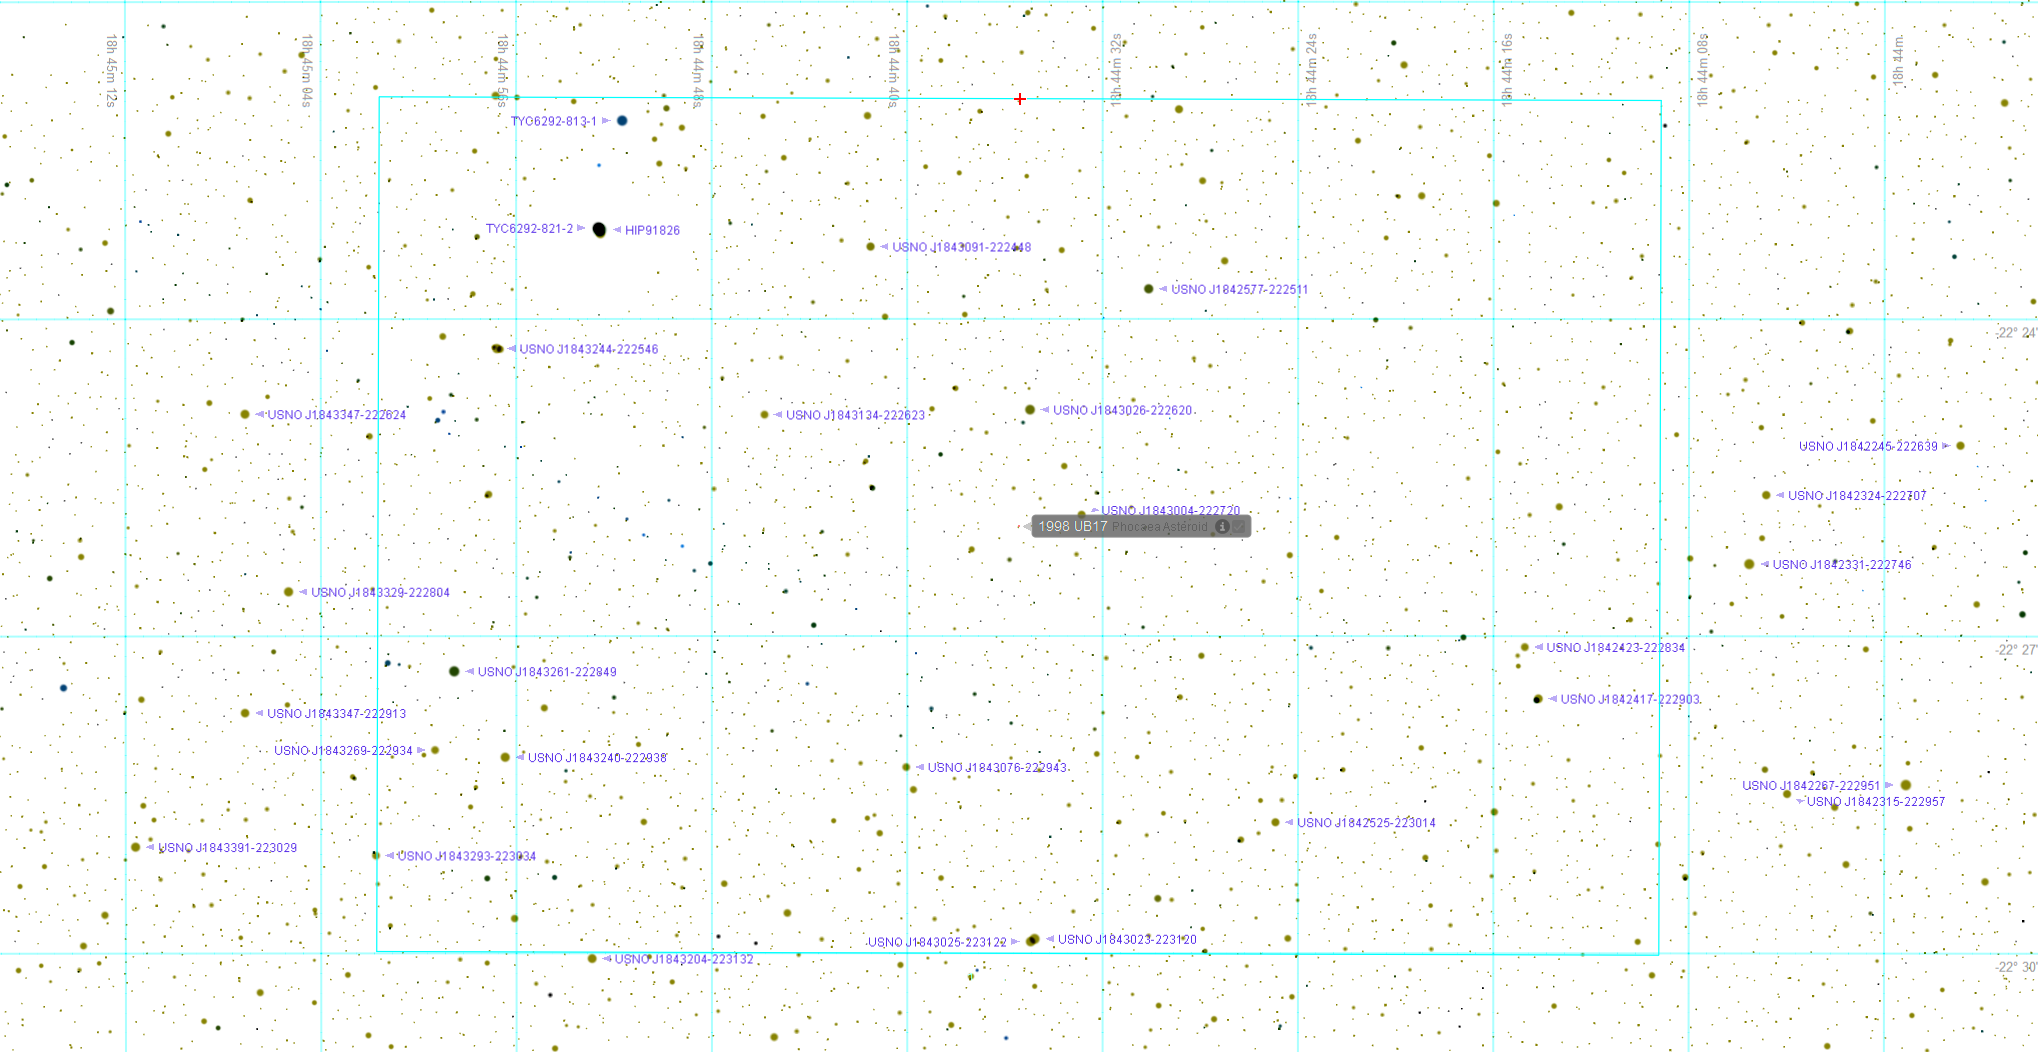 18h 45m 12s
18h 45m 04s
18h 44m 56s
18h 44m 48s
18h 44m 40s
18h 44m 32s
18h 44m 24s
18h 44m 16s
18h 44m 08s
18h 44m
TYC6292-813-1
TYC6292-821-2
HIP91826
USNO J1843091-222448
USNO J1842577-222511
-22° 24'
USNO J1843244-222546
USNO J1843347-222624
USNO J1843134-222623
USNO J1843026-222620
USNO J1842245-222639
USNO J1842324-222707
USNO J1843004-222720
1998 UB17 Phocaea Asteroid
USNO J1842331-222746
USNO J1843329-222804
USNO J1842423-222834
-22° 27'
USNO J1843261-222849
USNO J1842417-222903
USNO J1843347-222913
USNO J1843269-222934
USNO J1843240-222938
USNO J1843076-222943
USNO J1842267-222951
USNO J1842315-222957
USNO J1842525-223014
USNO J1843391-223029
USNO J1843293-223034
USNO J1843025-223122
USNO J1843023-223120
USNO J1843204-223132
-22° 30'